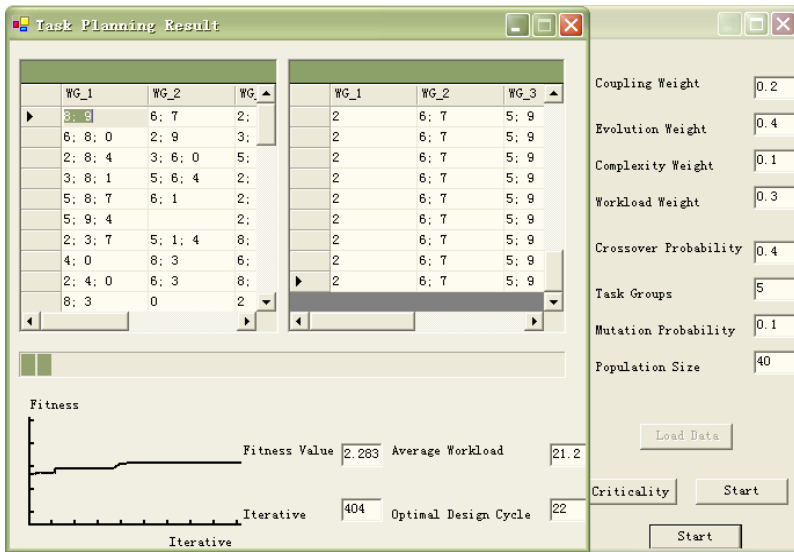 Task Planning Result
WG_1 WG_2 WG_
8; 9 6; 7 2;
6; 8; 0 2; 9 3;
2; 8; 4 3; 6; 0 5;
3; 8; 1 5; 6; 4 2;
5; 8; 7 6; 1 2;
5; 9; 4 2;
2; 3; 7 5; 1; 4 8;
4; 0 8; 3 6;
2; 4; 0 6; 3 8;
8; 3 0 2
WG_1 WG_2 WG_3
2 6; 7 5; 9
2 6; 7 5; 9
2 6; 7 5; 9
2 6; 7 5; 9
2 6; 7 5; 9
2 6; 7 5; 9
2 6; 7 5; 9
2 6; 7 5; 9
2 6; 7 5; 9
Fitness
Iterative
Fitness Value 2.283 Average Workload 21.2
Iterative 404 Optimal Design Cycle 22
Coupling Weight 0.2
Evolution Weight 0.4
Complexity Weight 0.1
Workload Weight 0.3
Crossover Probability 0.4
Task Groups 5
Mutation Probability 0.1
Population Size 40
Load Data
Criticality Start
Start